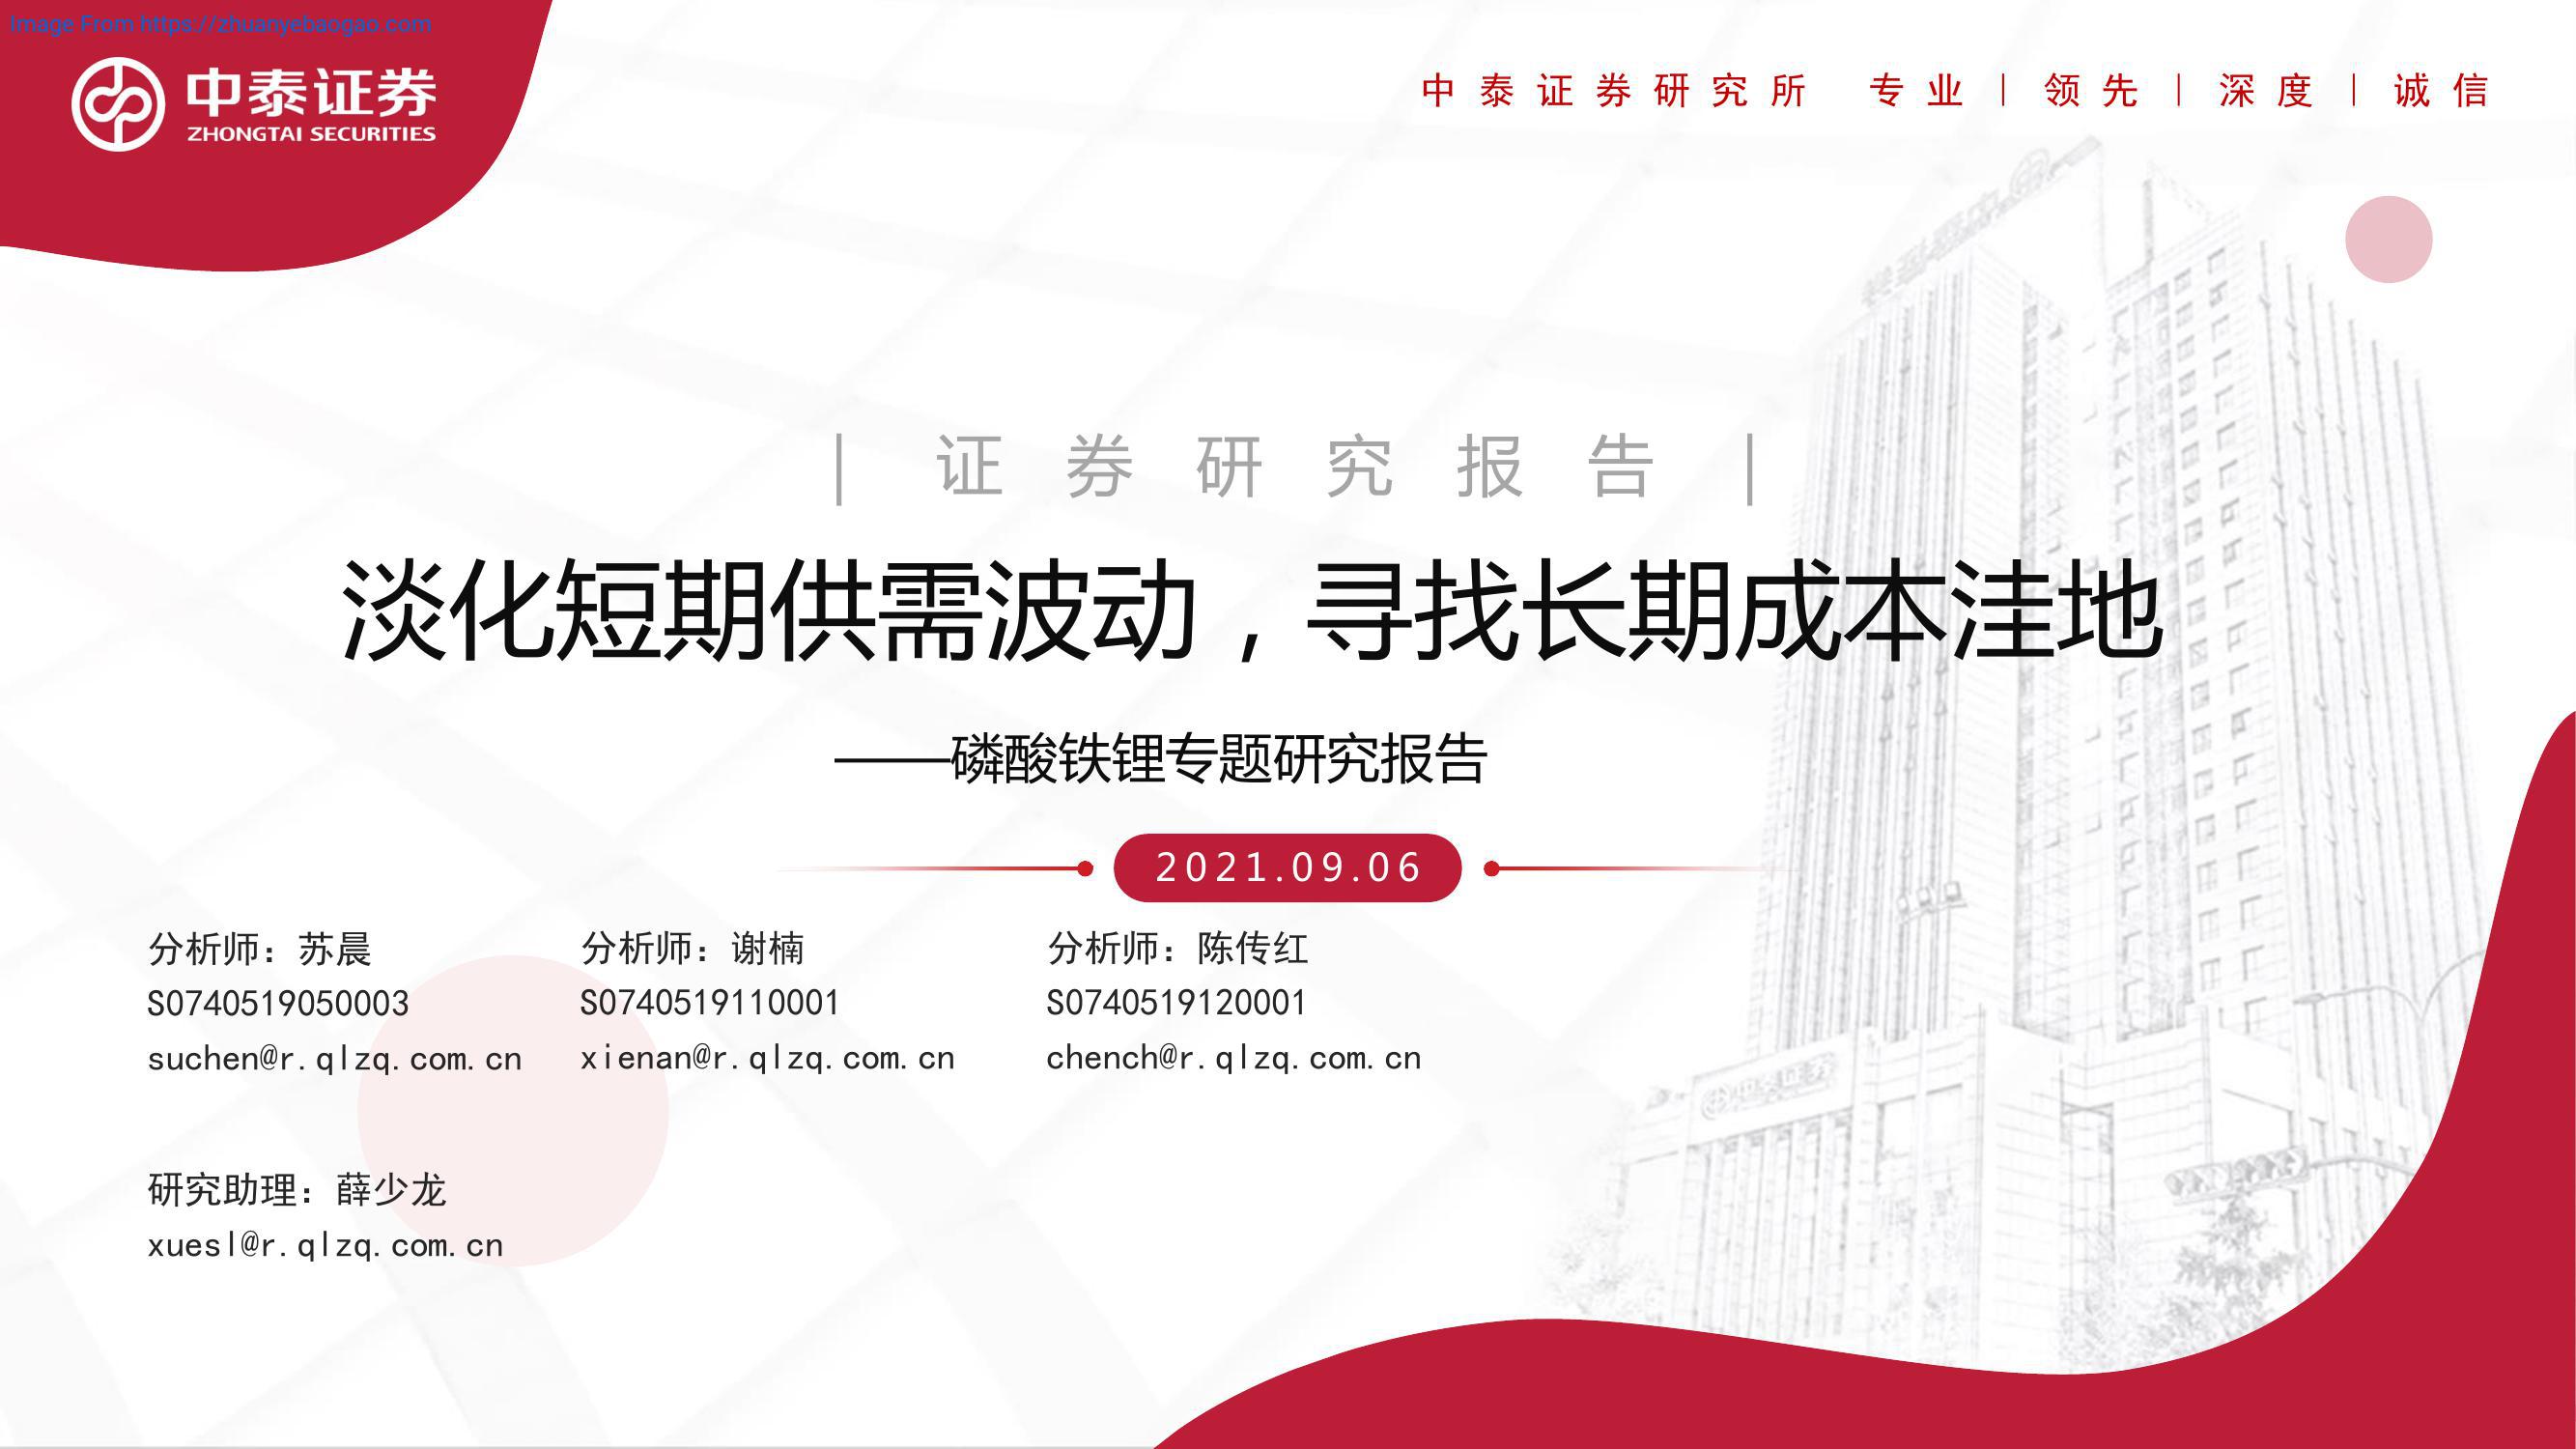 Image From https://zhuanyebaogao.com
中泰证券
ZHONGTAI SECURITIES
中泰证券研究所 专业｜领先｜深度｜诚信
｜证券研究报告｜
淡化短期供需波动，寻找长期成本洼地
——磷酸铁锂专题研究报告
2021.09.06
分析师：苏晨
S0740519050003
suchen@r.qlzq.com.cn
分析师：谢楠
S0740519110001
xienan@r.qlzq.com.cn
分析师：陈传红
S0740519120001
chench@r.qlzq.com.cn
研究助理：薛少龙
xuesl@r.qlzq.com.cn
中泰证券